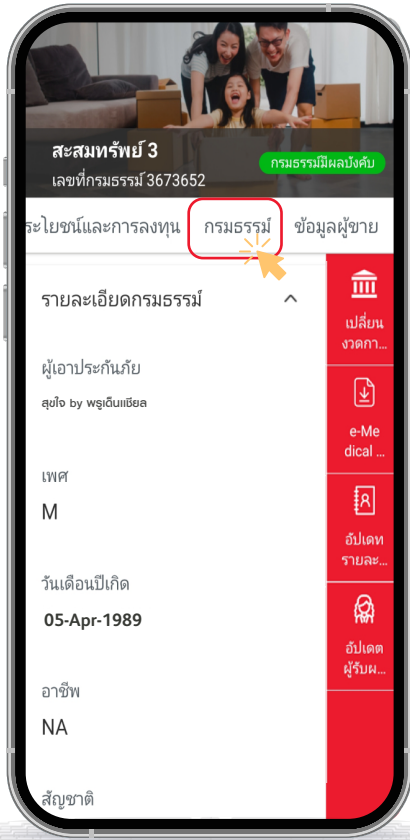 สะสมทรัพย์ 3
กรมธรรม์มีผลบังคับ
เลขที่กรมธรรม์ 3673652
ระโยชน์และการลงทุน กรมธรรม์ ข้อมูลผู้ขาย
รายละเอียดกรมธรรม์
ผู้เอาประกันภัย
สุขใจ by พรูเด็นเชียล
เพศ
M
วันเดือนปีเกิด
05-Apr-1989
อาชีพ
NA
สัญชาติ
เปลี่ยน
งวดกา...
e-Me
dical ...
อัปเดท
รายละ...
อัปเดต
ผู้รับผ...